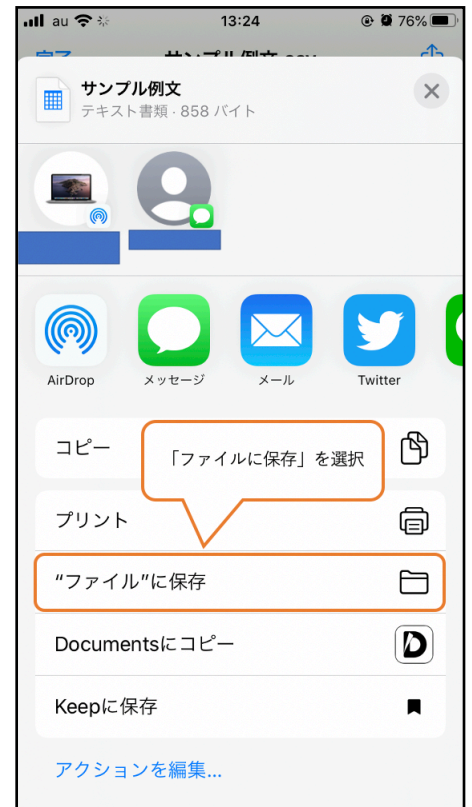 au 13:24 76%
サンプル例文
テキスト書類・858 バイト
AirDrop メッセージ メール Twitter
コピー
「ファイルに保存」を選択
プリント
“ファイル”に保存
Documentsにコピー
Keepに保存
アクションを編集...